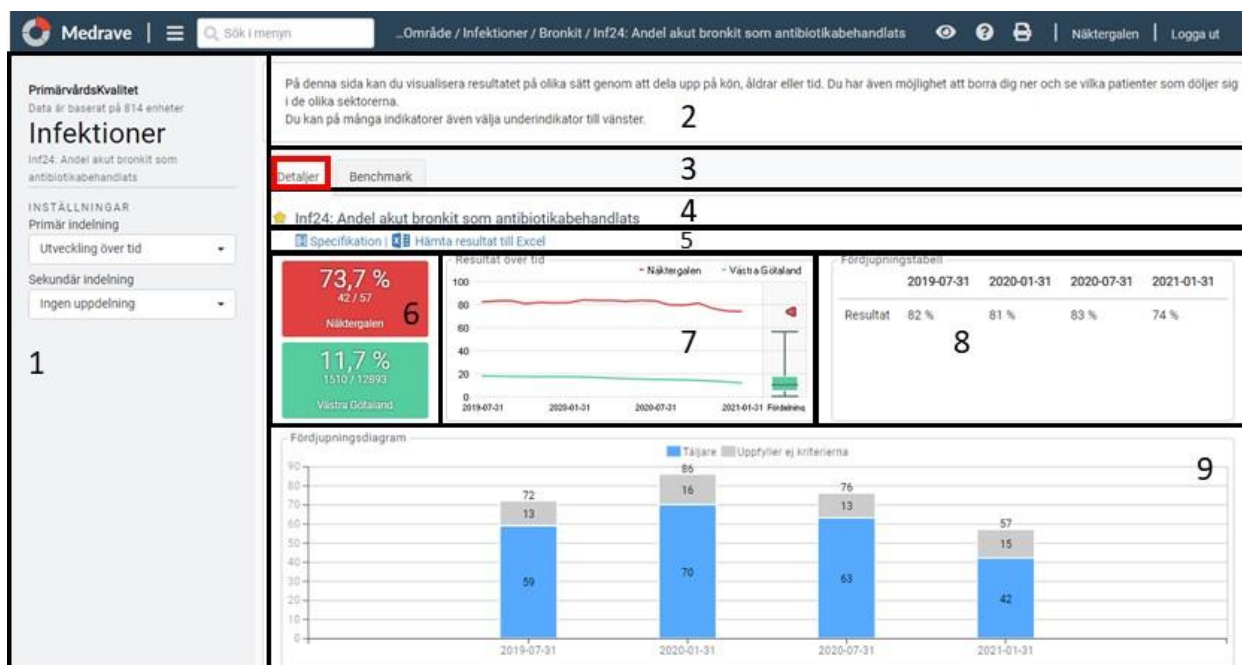 Medrave
Sök i menyn
...Område / Infektioner / Bronkit / Inf24: Andel akut bronkit som antibiotikabehandlats
Näktergalen
Logga ut
PrimärvårdsKvalitet
Data är baserat på 814 enheter
Infektioner
Inf24: Andel akut bronkit som
antibiotikabehandlats
INSTÄLLNINGAR
Primär indelning
Utveckling över tid
Sekundär indelning
Ingen uppdelning
1
På denna sida kan du visualisera resultatet på olika sätt genom att dela upp på kön, åldrar eller tid. Du har även möjlighet att borra dig ner och se vilka patienter som döljer sig
i de olika sektorerna.
Du kan på många indikatorer även välja underindikator till vänster.
2
Detaljer
Benchmark
3
Inf24: Andel akut bronkit som antibiotikabehandlats
4
Specifikation | Hämta resultat till Excel
5
73,7 %
42 / 57
Näktergalen
6
11,7 %
1510 / 12893
Västra Götaland
Resultat över tid
Näktergalen
Västra Götaland
100
80
60
40
20
0
2019-07-31 2020-01-31 2020-07-31 2021-01-31 Fördelning
7
Fördjupningstabell
2019-07-31 2020-01-31 2020-07-31 2021-01-31
Resultat 82 % 81 % 83 % 74 %
8
Fördjupningsdiagram
Täljare Uppfyller ej kriterierna
9
90
80
70
60
50
40
30
20
10
0
72
13
59
86
16
70
76
13
63
57
15
42
2019-07-31 2020-01-31 2020-07-31 2021-01-31